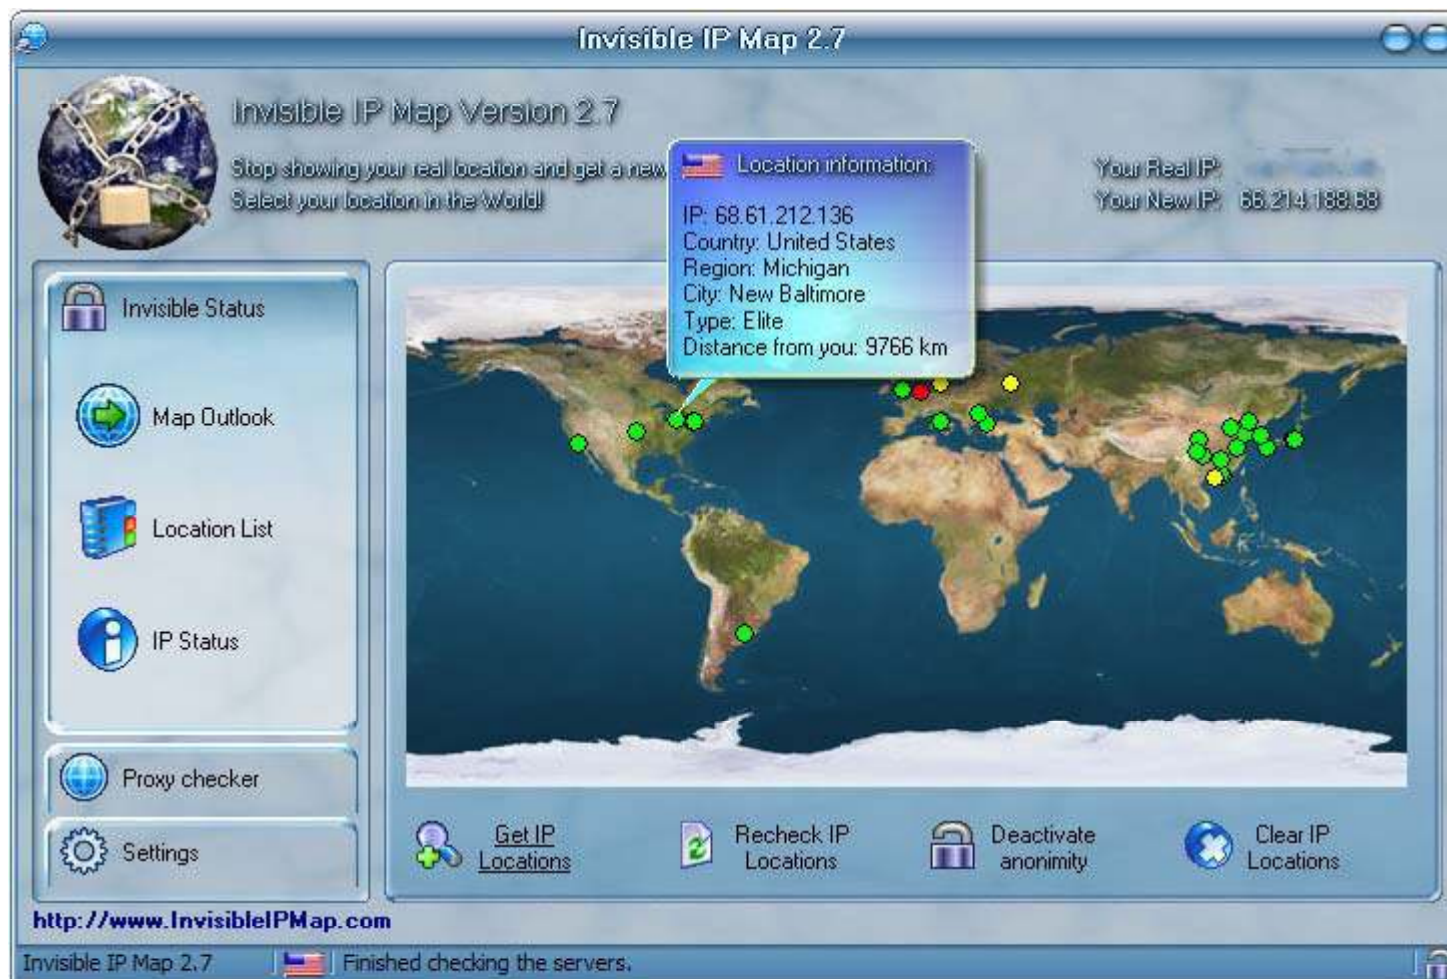 Invisible IP Map 2.7
Invisible IP Map Version 2.7
Stop showing your real location and get a new
Select your location in the World!
Your Real IP:
Your New IP: 66.214.188.68
Location information:
IP: 68.61.212.136
Country: United States
Region: Michigan
City: New Baltimore
Type: Elite
Distance from you: 9766 km
Invisible Status
Map Outlook
Location List
IP Status
Proxy checker
Settings
Get IP
Locations
Recheck IP
Locations
Deactivate
anonimity
Clear IP
Locations
http://www.InvisibleIPMap.com
Invisible IP Map 2.7
Finished checking the servers.